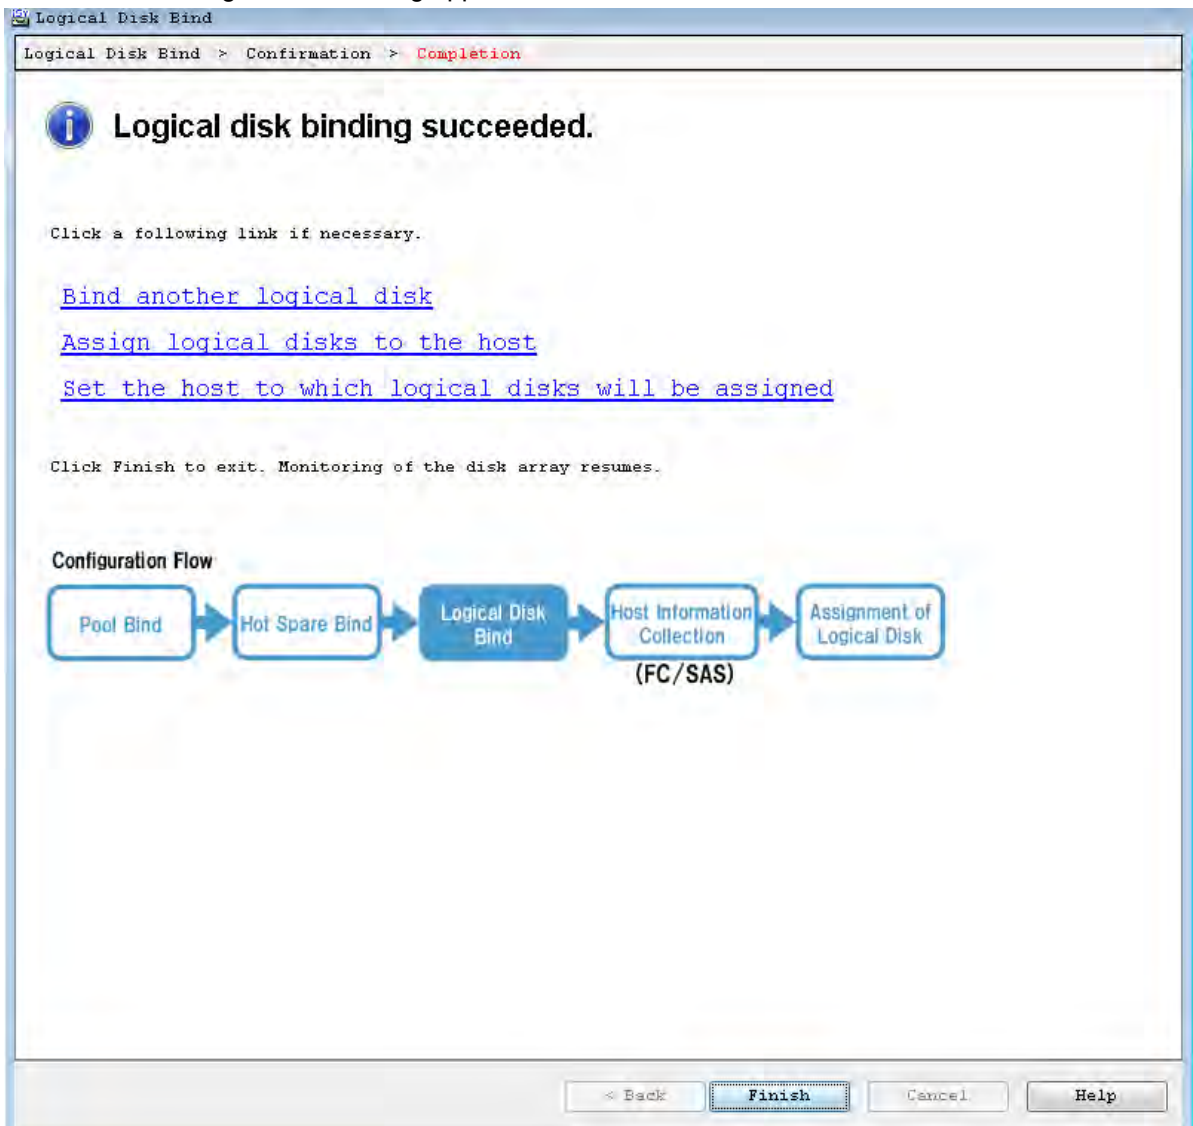 Logical Disk Bind
Logical Disk Bind > Confirmation > Completion
Logical disk binding succeeded.
Click a following link if necessary.
Bind another logical disk
Assign logical disks to the host
Set the host to which logical disks will be assigned
Click Finish to exit. Monitoring of the disk array resumes.
Configuration Flow
Pool Bind
Hot Spare Bind
Logical Disk
Bind
Host Information
Collection
Assignment of
Logical Disk
(FC/SAS)
< Back
Finish
Cancel
Help